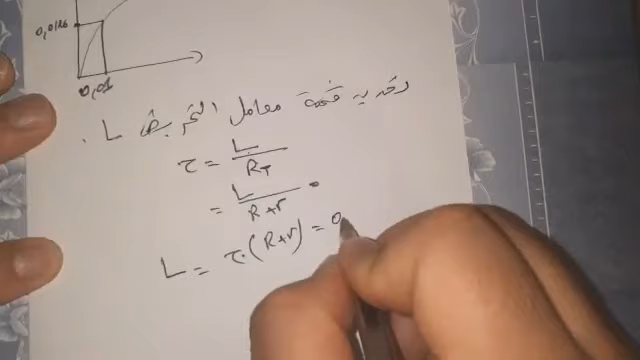 0,0126
0,01
تحديد قيمة معامل التحريض L .
τ = L / R_T
= L / R+r
L = τ.(R+r) = 0